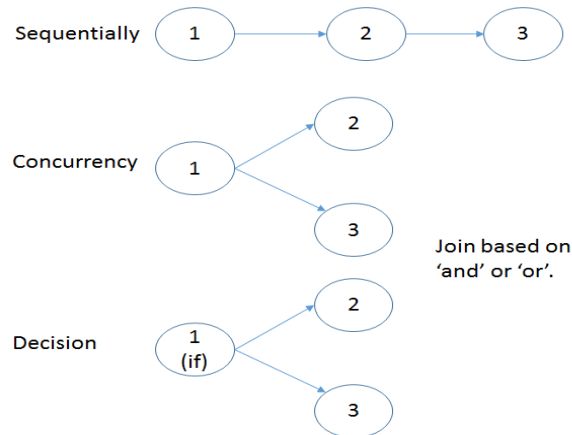 Sequentially 1 2 3
2
Concurrency 1
3
Join based on
‘and’ or ‘or’.
2
Decision 1
(if)
3